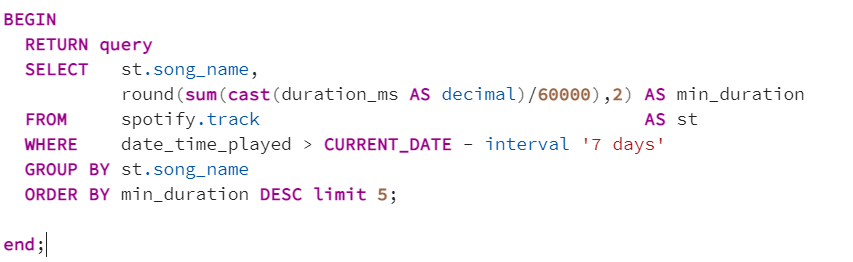 BEGIN
RETURN query
SELECT st.song_name,
round(sum(cast(duration_ms AS decimal)/60000),2) AS min_duration
FROM spotify.track AS st
WHERE date_time_played > CURRENT_DATE - interval '7 days'
GROUP BY st.song_name
ORDER BY min_duration DESC limit 5;
end;